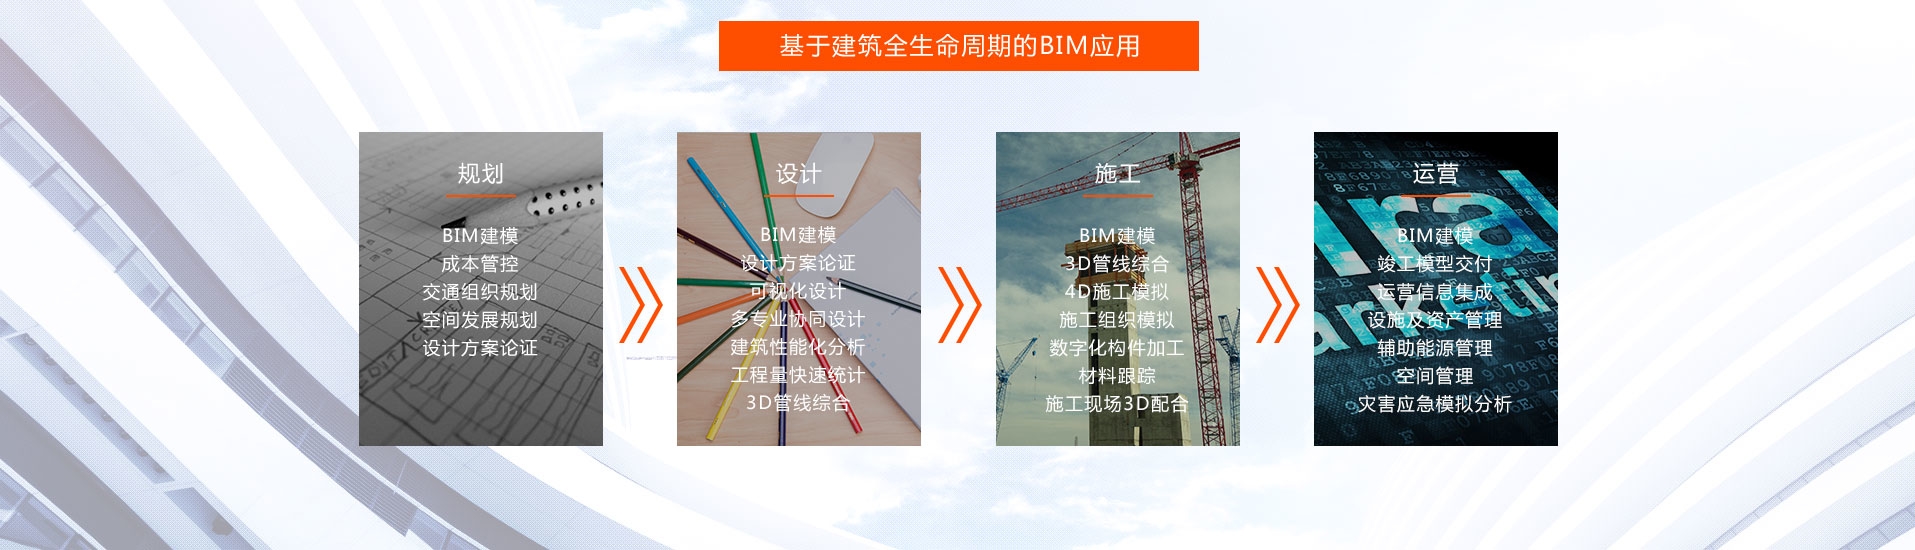 基于建筑全生命周期的BIM应用
规划
BIM建模
成本管控
交通组织规划
空间发展规划
设计方案论证
设计
BIM建模
设计方案论证
可视化设计
多专业协同设计
建筑性能化分析
工程量快速统计
3D管线综合
施工
BIM建模
3D管线综合
4D施工模拟
施工组织模拟
数字化构件加工
材料跟踪
施工现场3D配合
运营
BIM建模
竣工模型交付
运营信息集成
设施及资产管理
辅助能源管理
空间管理
灾害应急模拟分析